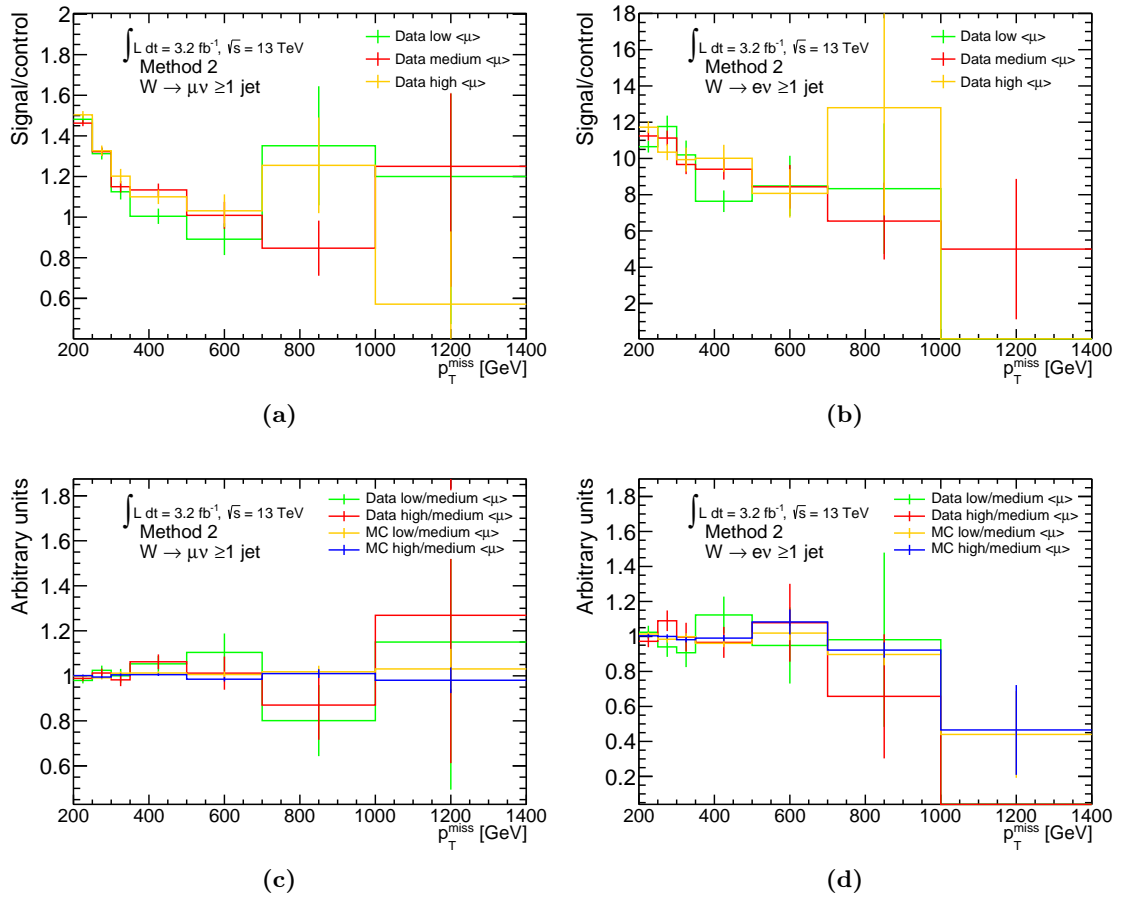 Signal/control
2
1.8
1.6
1.4
1.2
1
0.8
0.6
∫ L dt = 3.2 fb⁻¹, √s = 13 TeV
Method 2
W → μν ≥1 jet
Data low <μ>
Data medium <μ>
Data high <μ>
200 400 600 800 1000 1200 1400
p_T^miss [GeV]
(a)
Signal/control
18
16
14
12
10
8
6
4
2
∫ L dt = 3.2 fb⁻¹, √s = 13 TeV
Method 2
W → eν ≥1 jet
Data low <μ>
Data medium <μ>
Data high <μ>
200 400 600 800 1000 1200 1400
p_T^miss [GeV]
(b)
Arbitrary units
1.8
1.6
1.4
1.2
1
0.8
0.6
∫ L dt = 3.2 fb⁻¹, √s = 13 TeV
Method 2
W → μν ≥1 jet
Data low/medium <μ>
Data high/medium <μ>
MC low/medium <μ>
MC high/medium <μ>
200 400 600 800 1000 1200 1400
p_T^miss [GeV]
(c)
Arbitrary units
1.8
1.6
1.4
1.2
1
0.8
0.6
0.4
0.2
∫ L dt = 3.2 fb⁻¹, √s = 13 TeV
Method 2
W → eν ≥1 jet
Data low/medium <μ>
Data high/medium <μ>
MC low/medium <μ>
MC high/medium <μ>
200 400 600 800 1000 1200 1400
p_T^miss [GeV]
(d)